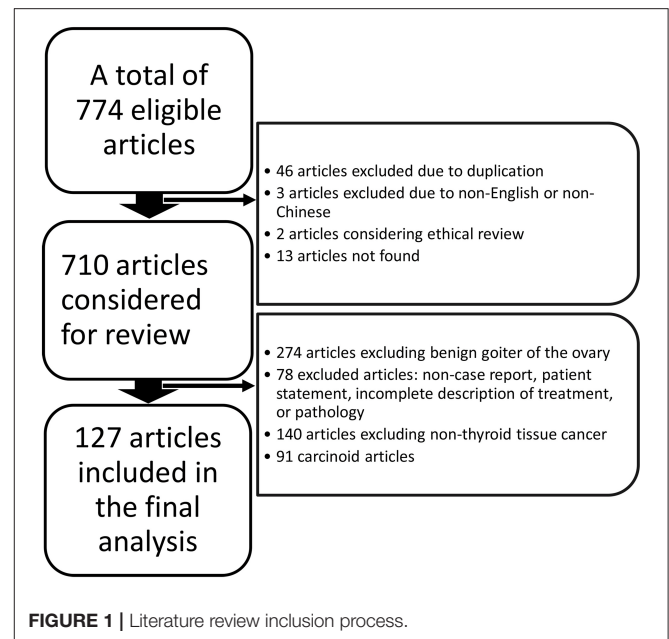 A total of
774 eligible
articles
• 46 articles excluded due to duplication
• 3 articles excluded due to non-English or non-
Chinese
• 2 articles considering ethical review
• 13 articles not found
710 articles
considered
for review
• 274 articles excluding benign goiter of the ovary
• 78 excluded articles: non-case report, patient
statement, incomplete description of treatment,
or pathology
• 140 articles excluding non-thyroid tissue cancer
• 91 carcinoid articles
127 articles
included in
the final
analysis
FIGURE 1 | Literature review inclusion process.